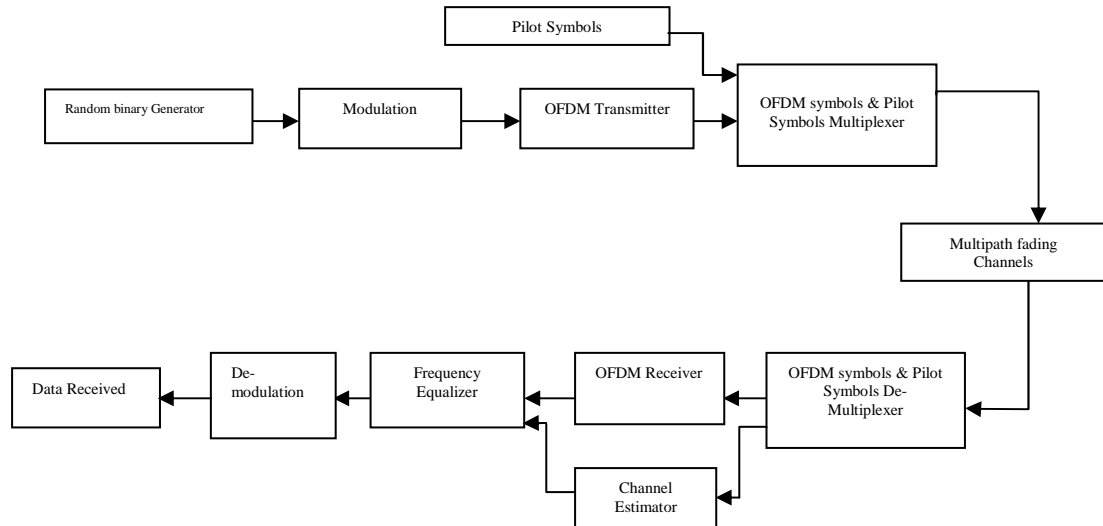 Pilot Symbols
Random binary Generator
Modulation
OFDM Transmitter
OFDM symbols & Pilot
Symbols Multiplexer
Multipath fading
Channels
Data Received
De-
modulation
Frequency
Equalizer
OFDM Receiver
OFDM symbols & Pilot
Symbols De-
Multiplexer
Channel
Estimator